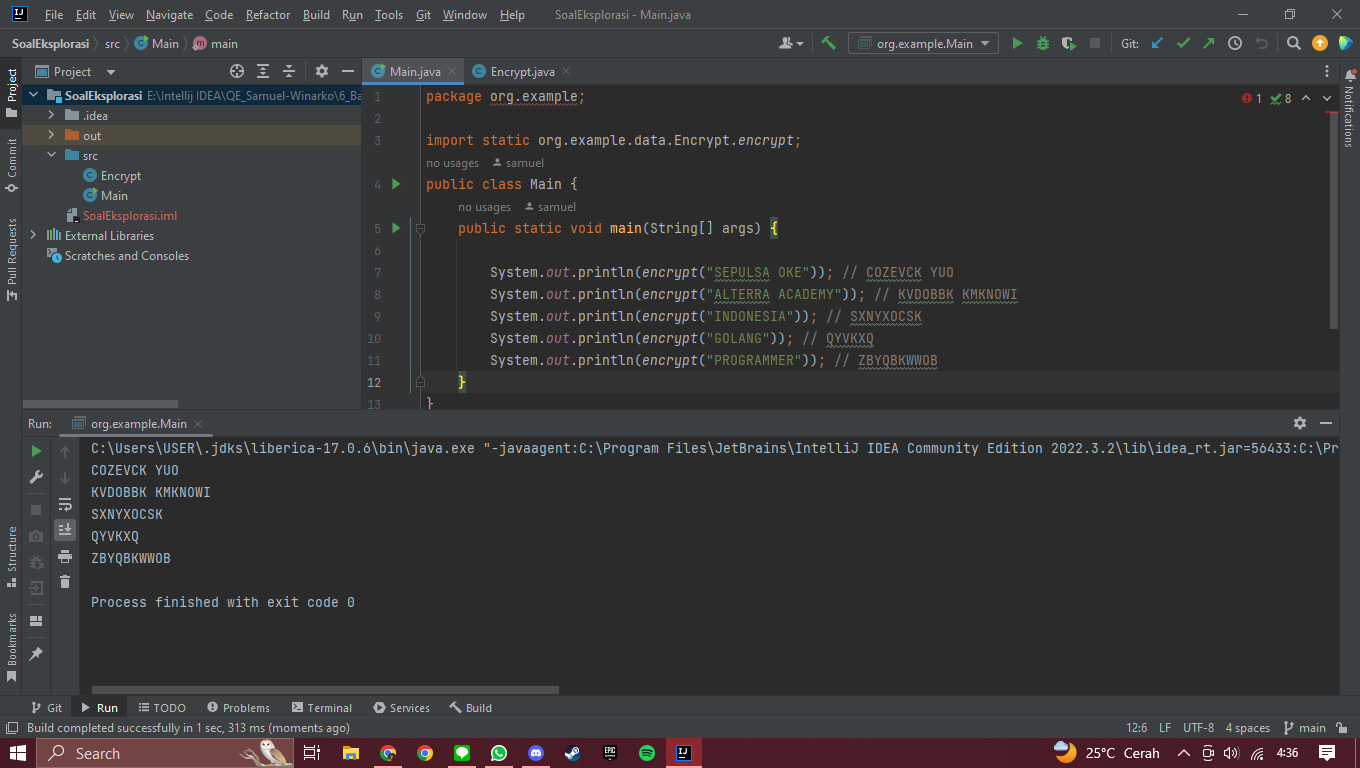 File Edit View Navigate Code Refactor Build Run Tools Git Window Help SoalEksplorasi - Main.java
SoalEksplorasi src Main main org.example.Main Git:
Project Main.java Encrypt.java
SoalEksplorasi E:\Intellij IDEA\QE_Samuel-Winarko\6_Ba
.idea
out
src
Encrypt
Main
SoalEksplorasi.iml
External Libraries
Scratches and Consoles
1 package org.example;
1 8
2
3 import static org.example.data.Encrypt.encrypt;
no usages samuel
4 public class Main {
no usages samuel
5 public static void main(String[] args) {
6
7 System.out.println(encrypt("SEPULSA OKE")); // COZEVCK YUO
8 System.out.println(encrypt("ALTERRA ACADEMY")); // KVDOBBK KMKNOWI
9 System.out.println(encrypt("INDONESIA")); // SXNYXOCSK
10 System.out.println(encrypt("GOLANG")); // QYVKXQ
11 System.out.println(encrypt("PROGRAMMER")); // ZBYQBKWWOB
12 }
13 }
Project
Commit
Pull Requests
Structure
Bookmarks
Notifications
Run: org.example.Main
C:\Users\USER\.jdks\liberica-17.0.6\bin\java.exe "-javaagent:C:\Program Files\JetBrains\IntelliJ IDEA Community Edition 2022.3.2\lib\idea_rt.jar=56433:C:\Pr
COZEVCK YUO
KVDOBBK KMKNOWI
SXNYXOCSK
QYVKXQ
ZBYQBKWWOB
Process finished with exit code 0
Git Run TODO Problems Terminal Services Build
Build completed successfully in 1 sec, 313 ms (moments ago) 12:6 LF UTF-8 4 spaces main
Search 25°C Cerah 4:36